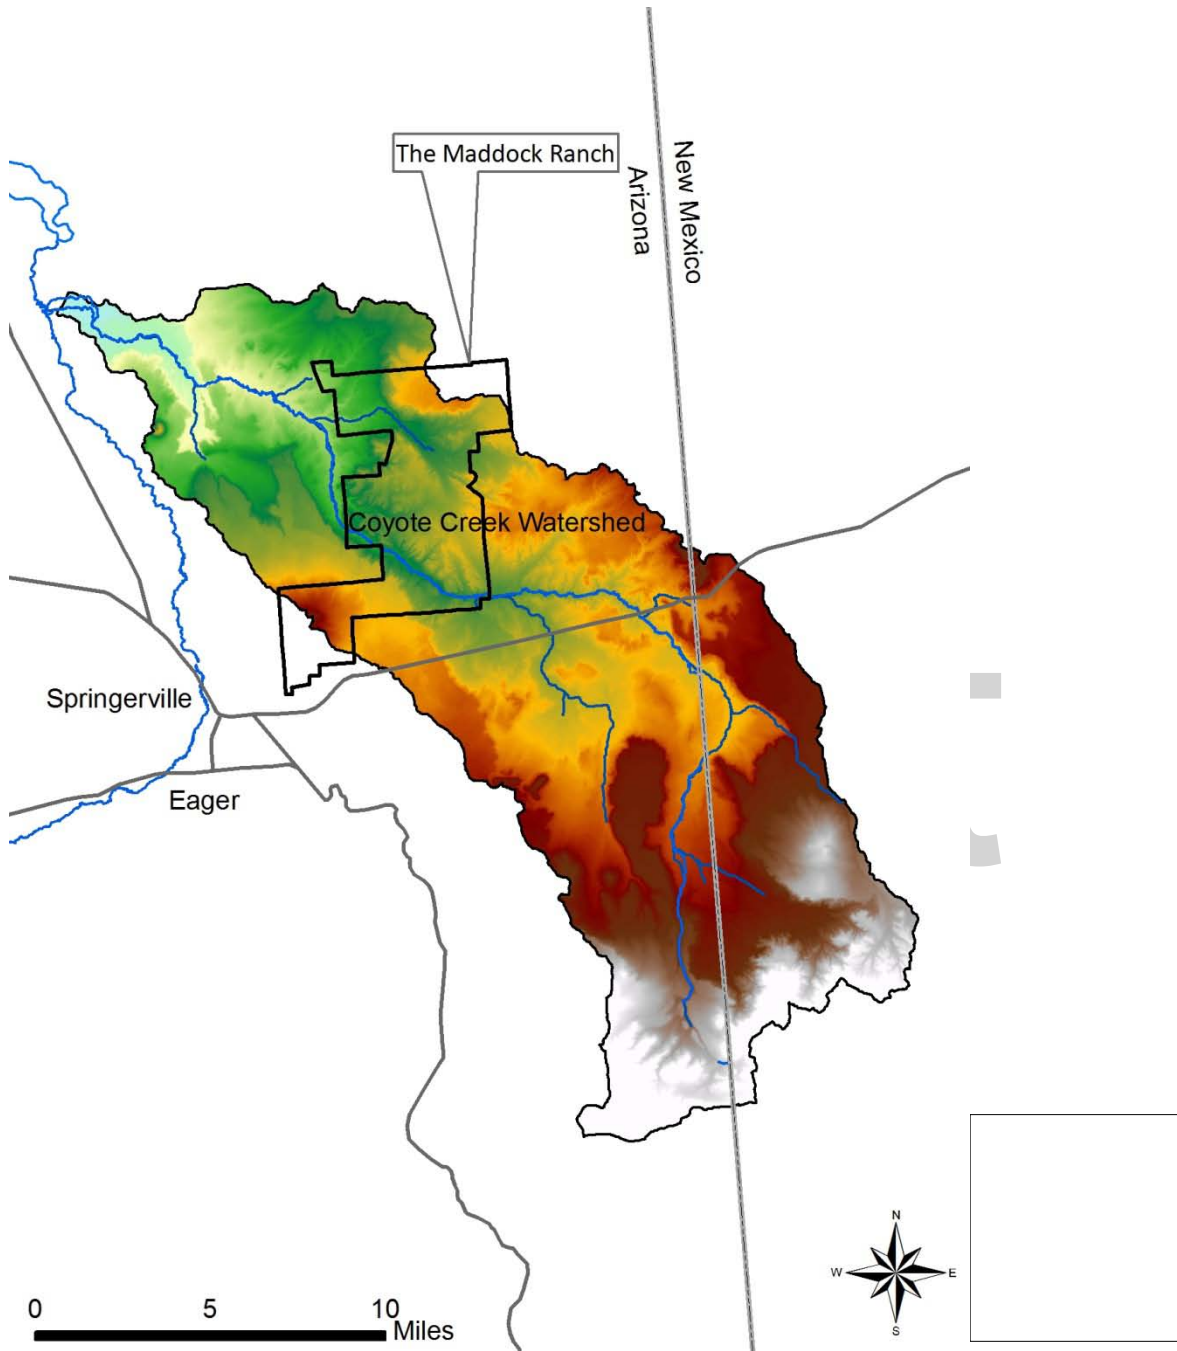 The Maddock Ranch
New Mexico
Arizona
Coyote Creek Watershed
Springerville
Eager
N
W
E
S
0
5
10
Miles